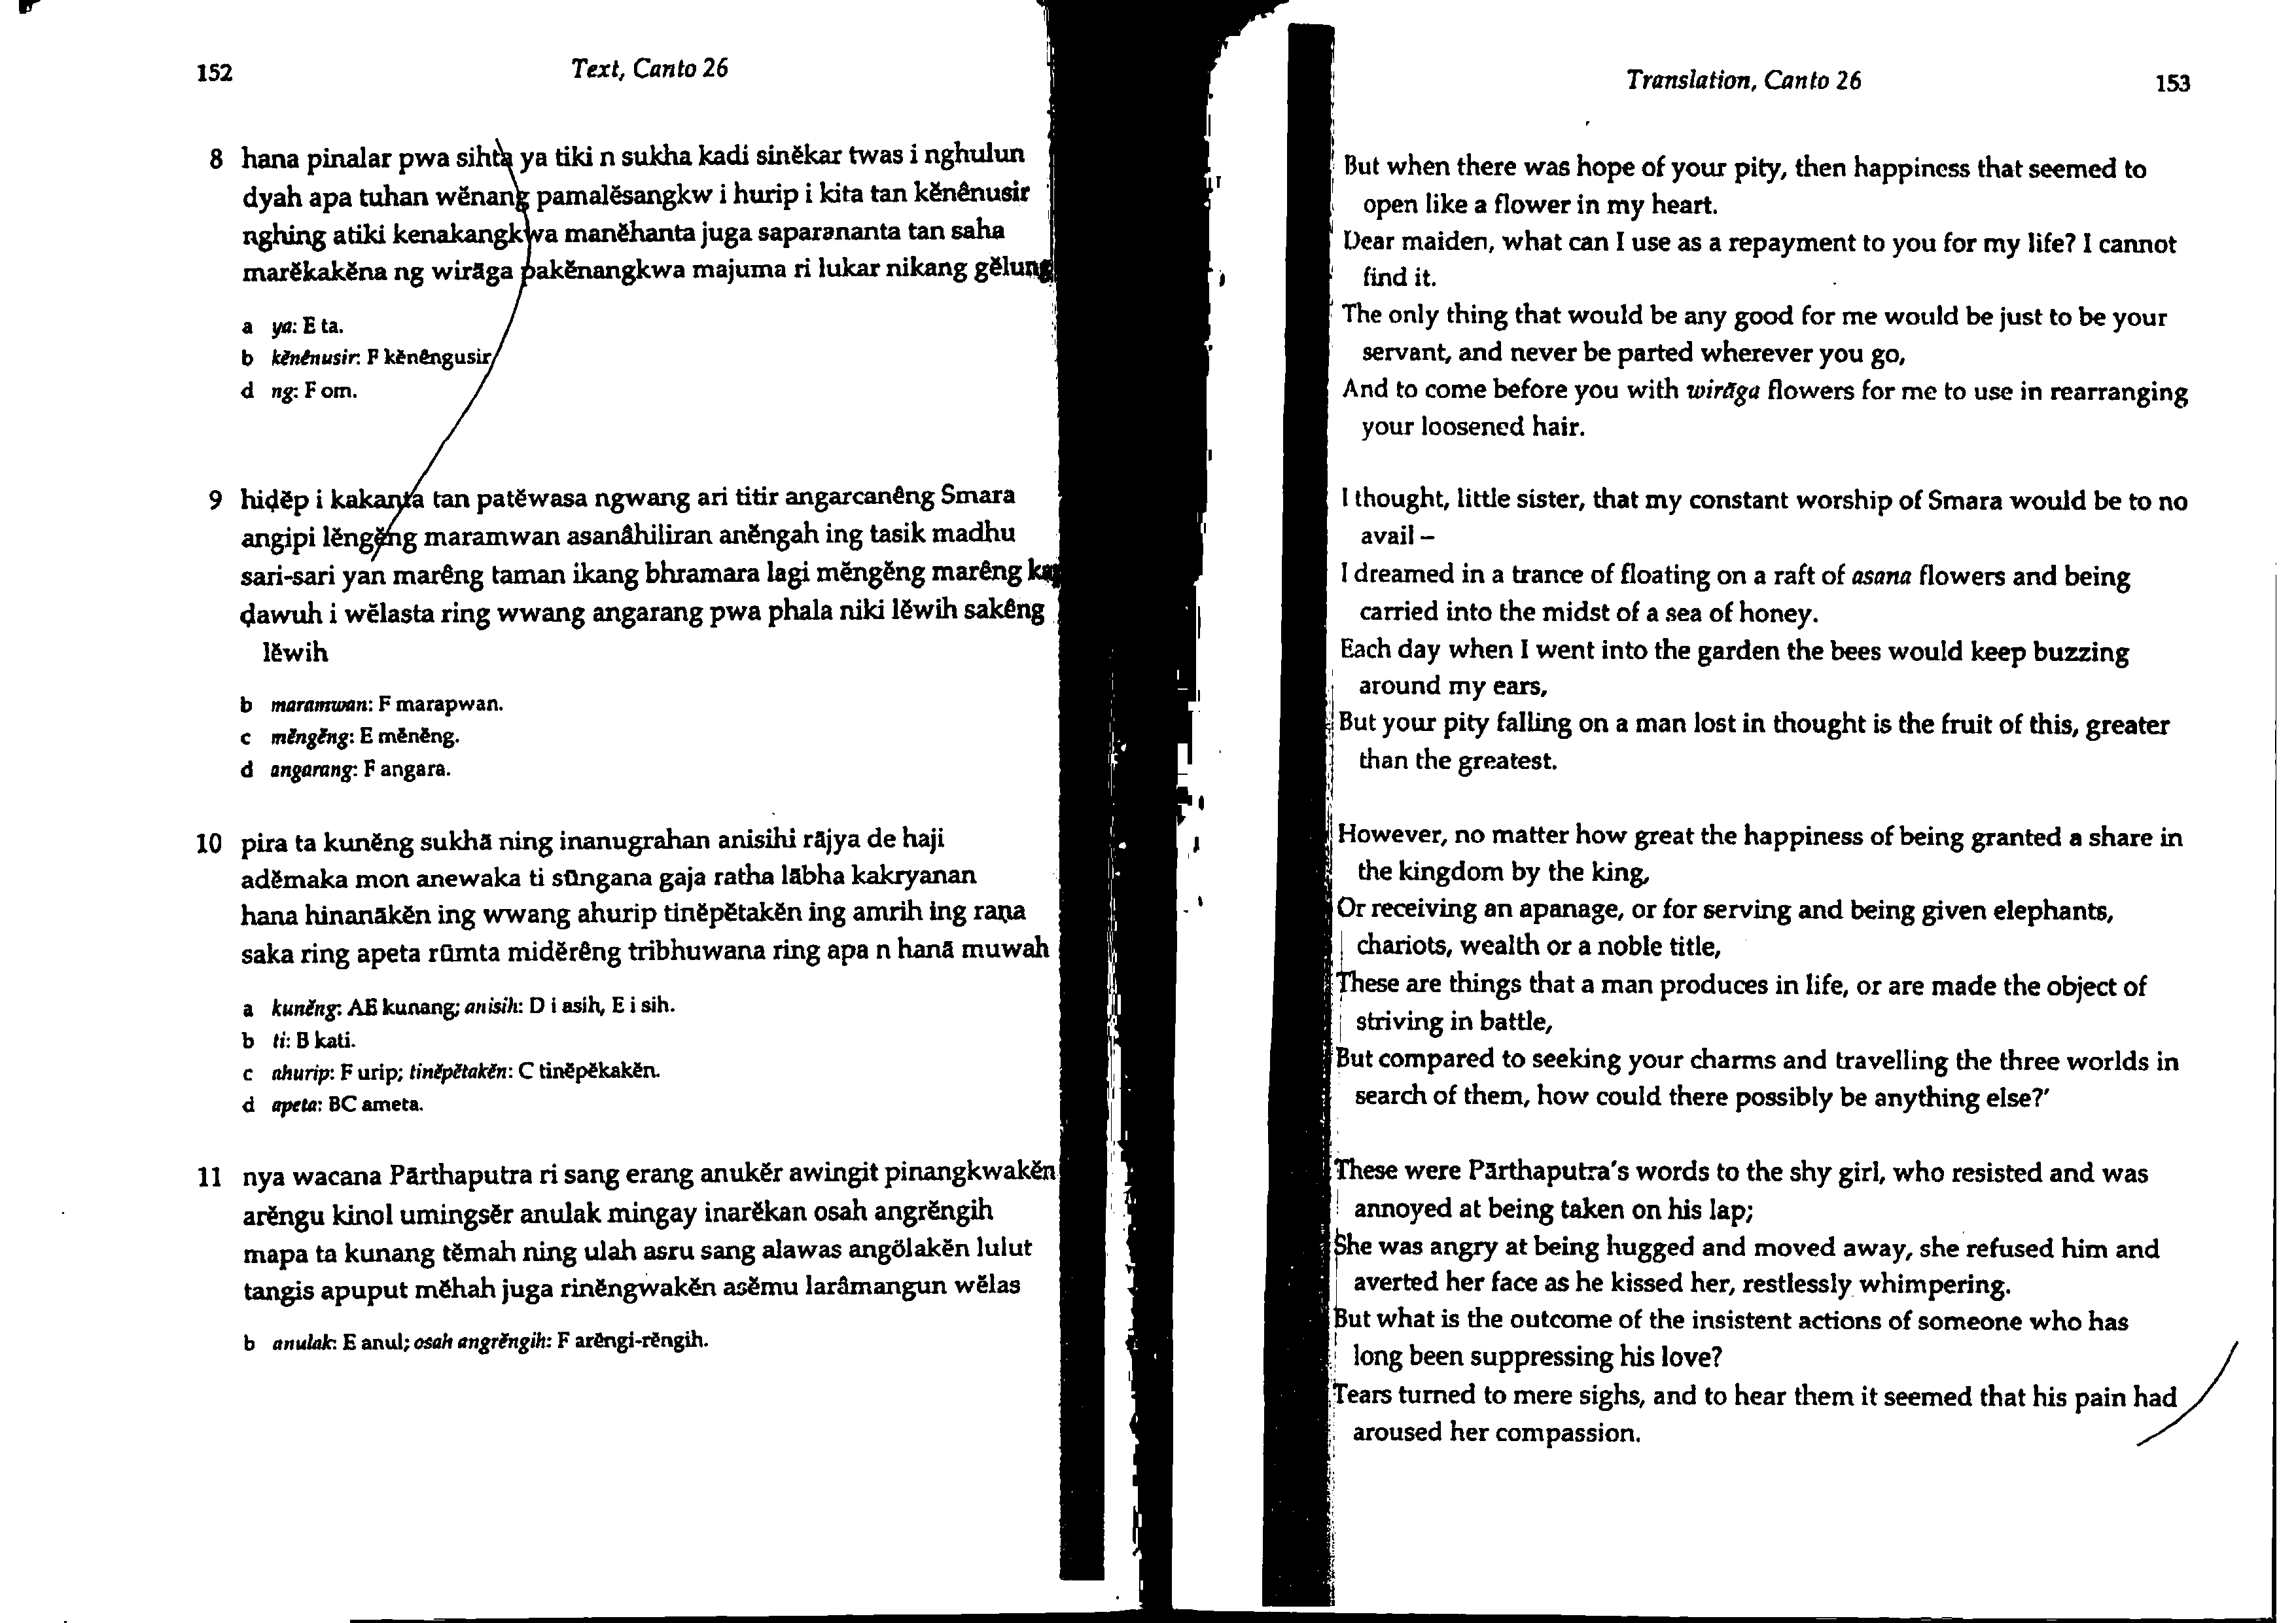 152
Text, Canto 26
8 hana pinalar pwa sihta ya tiki n sukha kadi sinĕkar twas i nghulun
dyah apa tuhan wĕnang pamalĕsangkw i hurip i kita tan kĕnênusir
nghing atiki kenakangkwa manĕhanta juga saparananta tan saha
marĕkakĕna ng wirāga pakĕnangkwa majuma ri lukar nikang gĕlung
a ya: E ta.
b kĕnênusir: F kĕnêngusir.
d ng: F om.
9 hiḍĕp i kakanta tan patĕwasa ngwang ari titir angarcanêng Smara
angipi lĕngĕng maramwan asanâhiliran anĕngah ing tasik madhu
sari-sari yan marêng taman ikang bhramara lagi mĕngĕng marêng
ḍawuh i wĕlasta ring wwang angarang pwa phala niki lĕwih sakêng
lĕwih
b maramwan: F marapwan.
c mĕngĕng: E mĕnĕng.
d angarang: F angara.
10 pira ta kunĕng sukhā ning inanugrahan anisihi rājya de haji
adĕmaka mon anewaka ti sūngana gaja ratha lābha kakryanan
hana hinanākĕn ing wwang ahurip tinĕpĕtakĕn ing amrih ing raṇa
saka ring apeta rūmta midĕrêng tribhuwana ring apa n hanā muwah
a kunĕng: AE kunang; anisih: D i asih, E i sih.
b ti: B kati.
c ahurip: F urip; tinĕpĕtakĕn: C tinĕpĕkakĕn.
d apeta: BC ameta.
11 nya wacana Pārthaputra ri sang erang anukĕr awingit pinangkwakĕn
arĕngu kinol umingsĕr anulak mingay inarĕkan osah angrĕngih
mapa ta kunang tĕmah ning ulah asru sang alawas angölakĕn lulut
tangis apuput mĕhah juga rinĕngwakĕn asĕmu larâmangun wĕlas
b anulak: E anul; osah angrĕngih: F arĕngi-rĕngih.
Translation, Canto 26
153
But when there was hope of your pity, then happiness that seemed to
open like a flower in my heart.
Dear maiden, what can I use as a repayment to you for my life? I cannot
find it.
The only thing that would be any good for me would be just to be your
servant, and never be parted wherever you go,
And to come before you with wirāga flowers for me to use in rearranging
your loosened hair.
I thought, little sister, that my constant worship of Smara would be to no
avail –
I dreamed in a trance of floating on a raft of asana flowers and being
carried into the midst of a sea of honey.
Each day when I went into the garden the bees would keep buzzing
around my ears,
But your pity falling on a man lost in thought is the fruit of this, greater
than the greatest.
However, no matter how great the happiness of being granted a share in
the kingdom by the king,
Or receiving an apanage, or for serving and being given elephants,
chariots, wealth or a noble title,
These are things that a man produces in life, or are made the object of
striving in battle,
But compared to seeking your charms and travelling the three worlds in
search of them, how could there possibly be anything else?’
These were Pārthaputra’s words to the shy girl, who resisted and was
annoyed at being taken on his lap;
She was angry at being hugged and moved away, she refused him and
averted her face as he kissed her, restlessly whimpering.
But what is the outcome of the insistent actions of someone who has
long been suppressing his love?
Tears turned to mere sighs, and to hear them it seemed that his pain had
aroused her compassion.